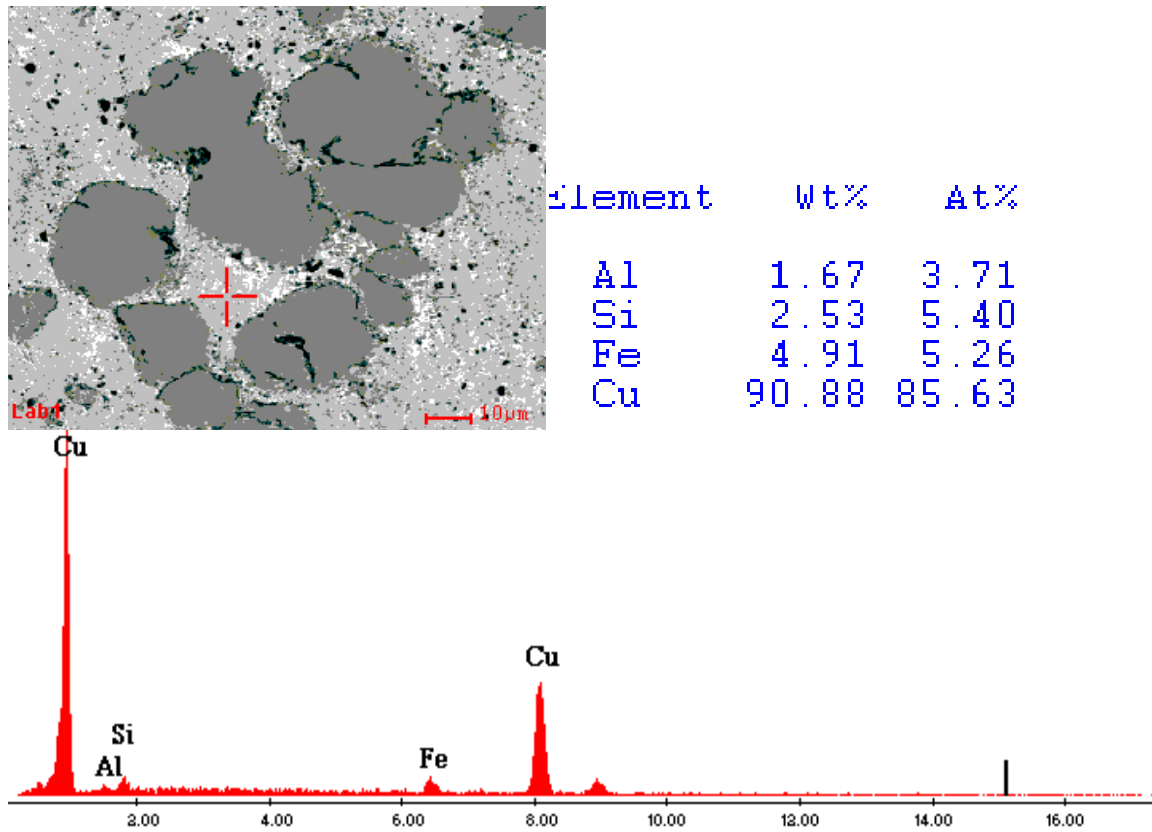 Element Wt% At%
Al 1.67 3.71
Si 2.53 5.40
Fe 4.91 5.26
Cu 90.88 85.63
Lab4 10µm
Cu
Cu
Si
Al
Fe
2.00 4.00 6.00 8.00 10.00 12.00 14.00 16.00